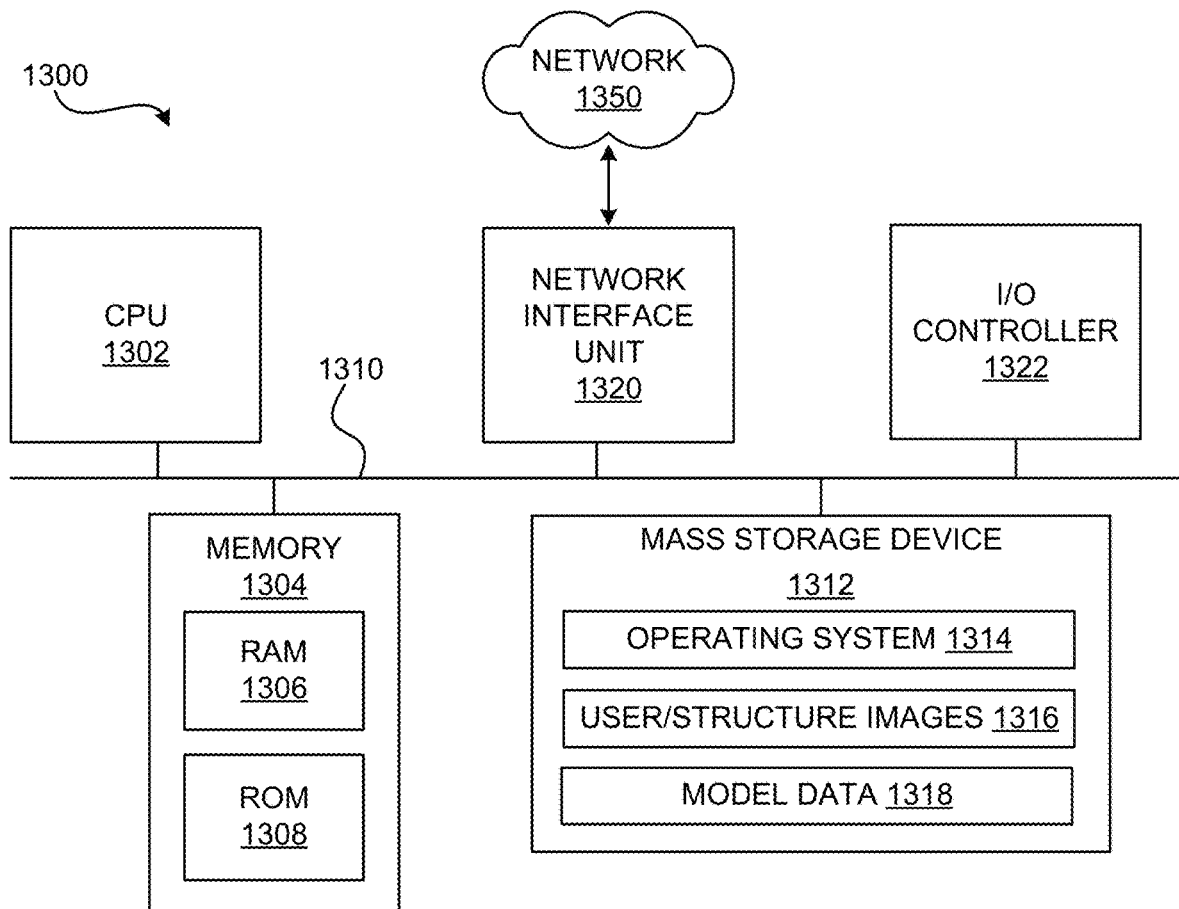 1300
NETWORK
1350
CPU
1302
NETWORK
INTERFACE
UNIT
1320
I/O
CONTROLLER
1322
1310
MEMORY
1304
RAM
1306
ROM
1308
MASS STORAGE DEVICE
1312
OPERATING SYSTEM 1314
USER/STRUCTURE IMAGES 1316
MODEL DATA 1318